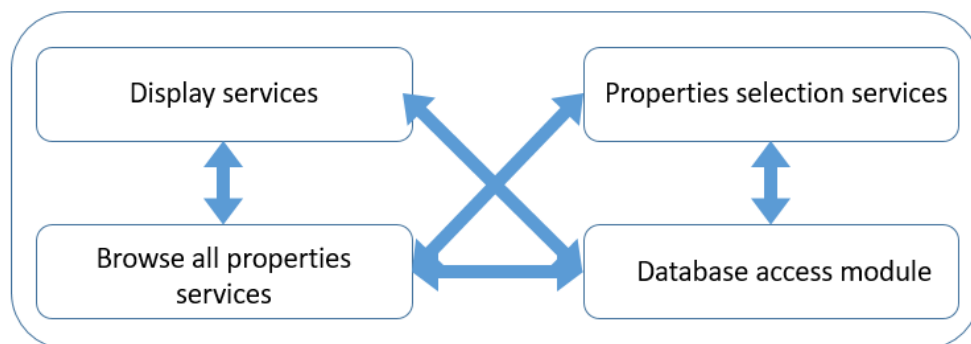 Display services
Properties selection services
Browse all properties
services
Database access module